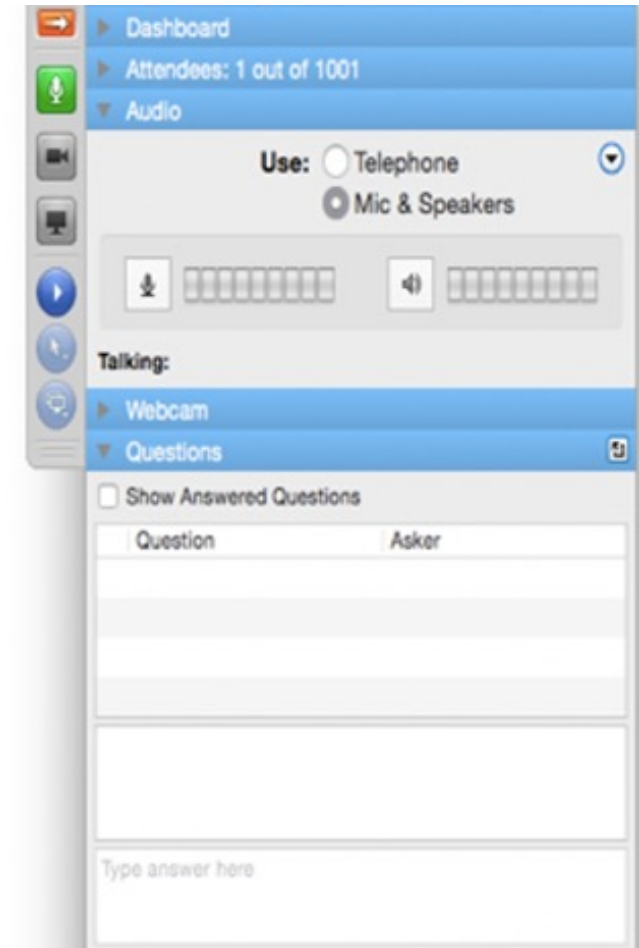 Dashboard
Attendees: 1 out of 1001
Audio
Use: Telephone
Mic & Speakers
Talking:
Webcam
Questions
Show Answered Questions
Question Asker
Type answer here